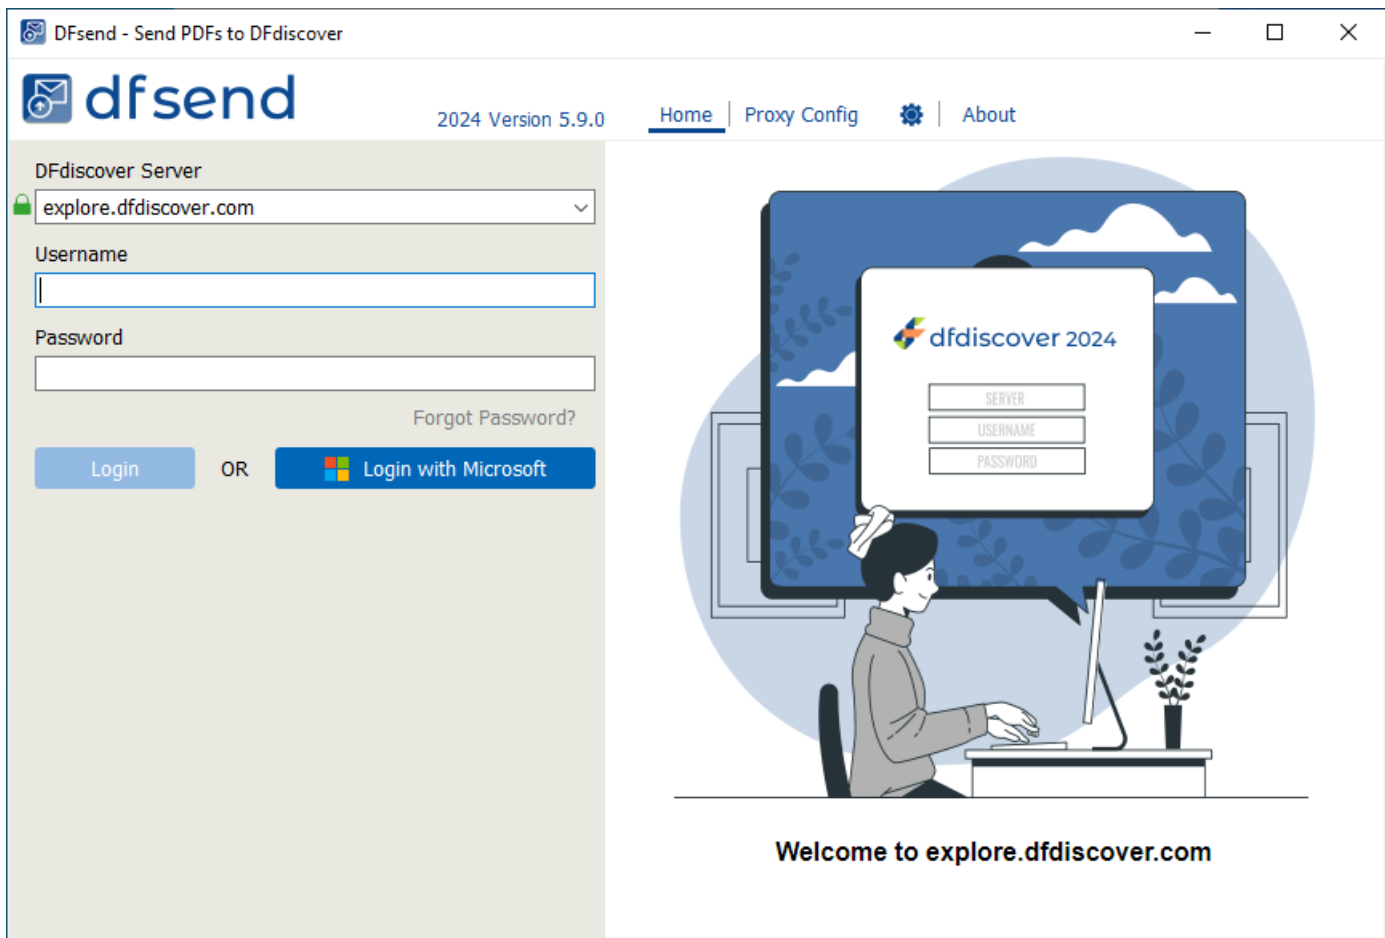 DFsend - Send PDFs to DFdiscover
dfsend
2024 Version 5.9.0
Home
Proxy Config
About
DFdiscover Server
explore.dfdiscover.com
Username
Password
Forgot Password?
Login
OR
Login with Microsoft
dfdiscover 2024
SERVER
USERNAME
PASSWORD
Welcome to explore.dfdiscover.com